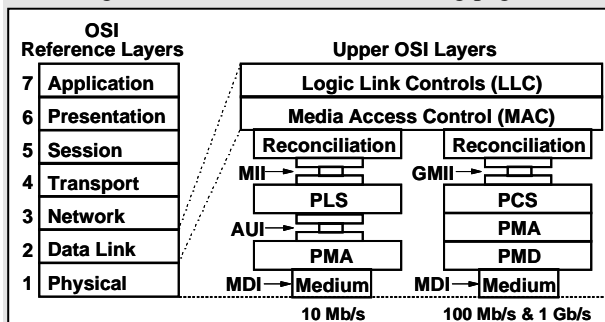 OSI
Reference Layers
Upper OSI Layers
7 Application
6 Presentation
5 Session
4 Transport
3 Network
2 Data Link
1 Physical
Logic Link Controls (LLC)
Media Access Control (MAC)
Reconciliation
MII
PLS
AUI
PMA
MDI
Medium
10 Mb/s
Reconciliation
GMII
PCS
PMA
PMD
MDI
Medium
100 Mb/s & 1 Gb/s